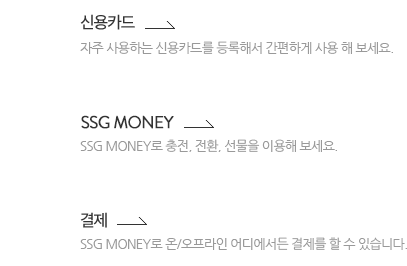 신용카드
자주 사용하는 신용카드를 등록해서 간편하게 사용 해 보세요.
SSG MONEY
SSG MONEY로 충전, 전환, 선물을 이용해 보세요.
결제
SSG MONEY로 온/오프라인 어디에서든 결제를 할 수 있습니다.